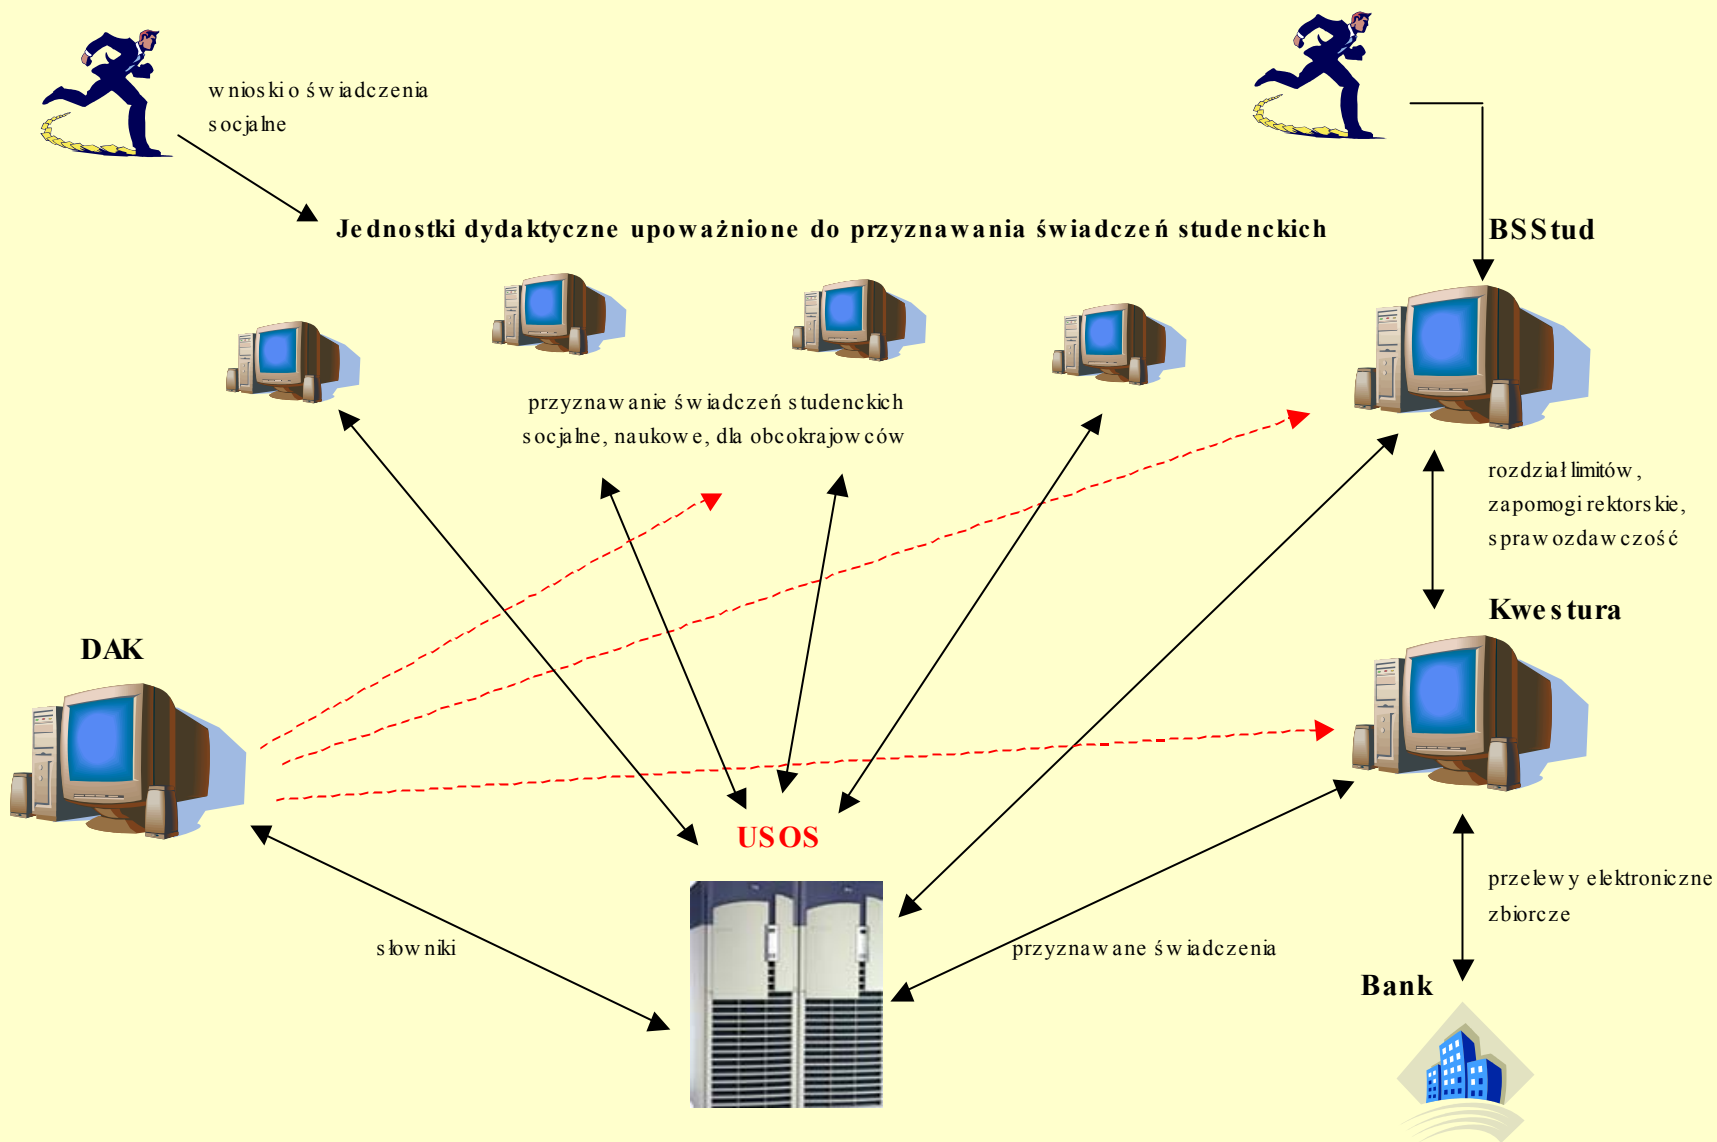 wnioski o świadczenia
socjalne
Jednostki dydaktyczne upoważnione do przyznawania świadczeń studenckich
BSStud
przyznawanie świadczeń studenckich
socjalne, naukowe, dla obcokrajowców
rozdział limitów,
zapomogi rektorskie,
sprawozdawczość
Kwestura
DAK
USOS
przelewy elektroniczne
zbiorcze
słowniki
przyznawane świadczenia
Bank